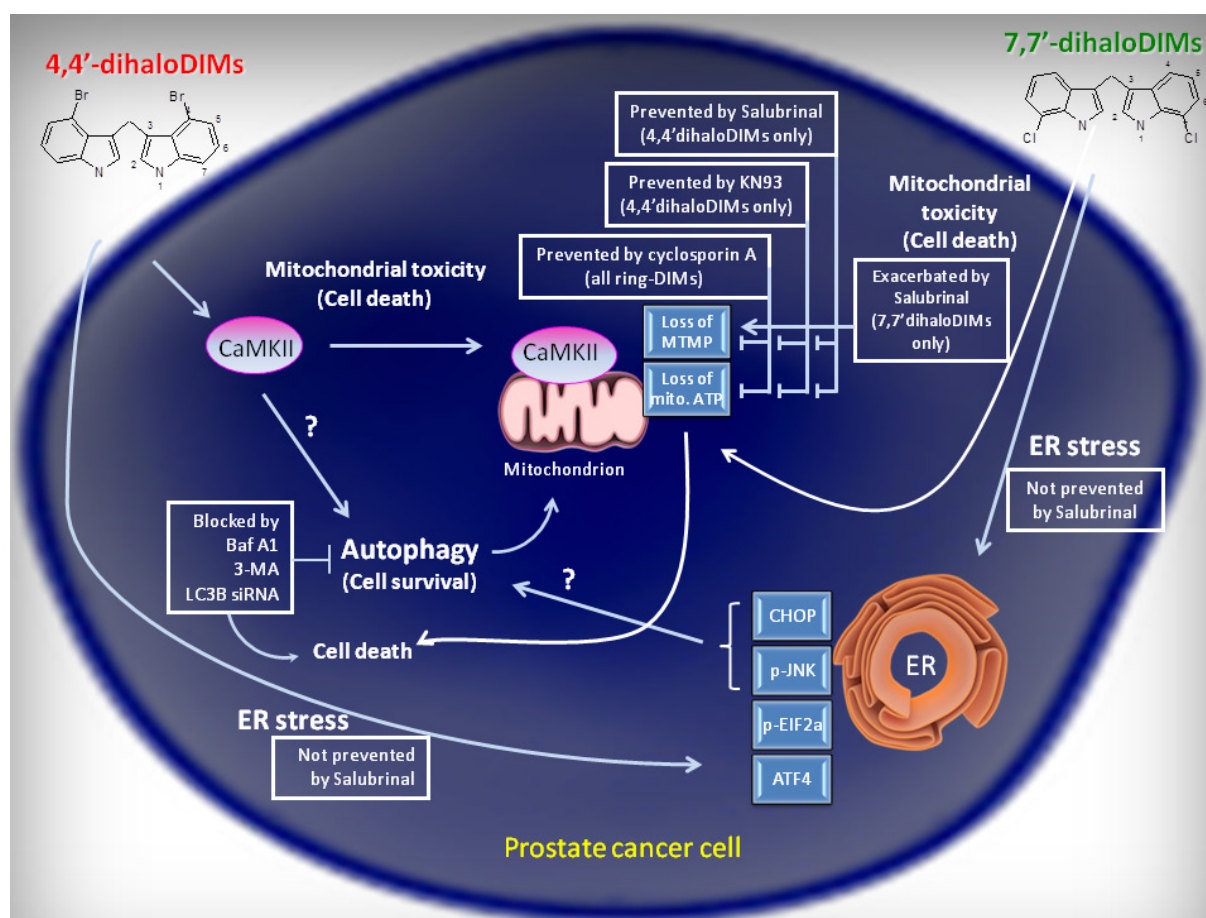 4,4’-dihaloDIMs
Br
Br
4
5
3
6
2
7
N
N
1
7,7’-dihaloDIMs
4
3
5
6
2
7
N
N
1
Cl
Cl
Prevented by Salubrinal
(4,4’dihaloDIMs only)
Prevented by KN93
(4,4’dihaloDIMs only)
Prevented by cyclosporin A
(all ring-DIMs)
Mitochondrial
toxicity
(Cell death)
Exacerbated by
Salubrinal
(7,7’dihaloDIMs
only)
Mitochondrial toxicity
(Cell death)
CaMKII
CaMKII
Loss of
MTMP
Loss of
mito. ATP
Mitochondrion
?
ER stress
Not prevented
by Salubrinal
Blocked by
Baf A1
3-MA
LC3B siRNA
Autophagy
(Cell survival)
?
Cell death
CHOP
p-JNK
p-EIF2a
ATF4
ER
ER stress
Not prevented
by Salubrinal
Prostate cancer cell